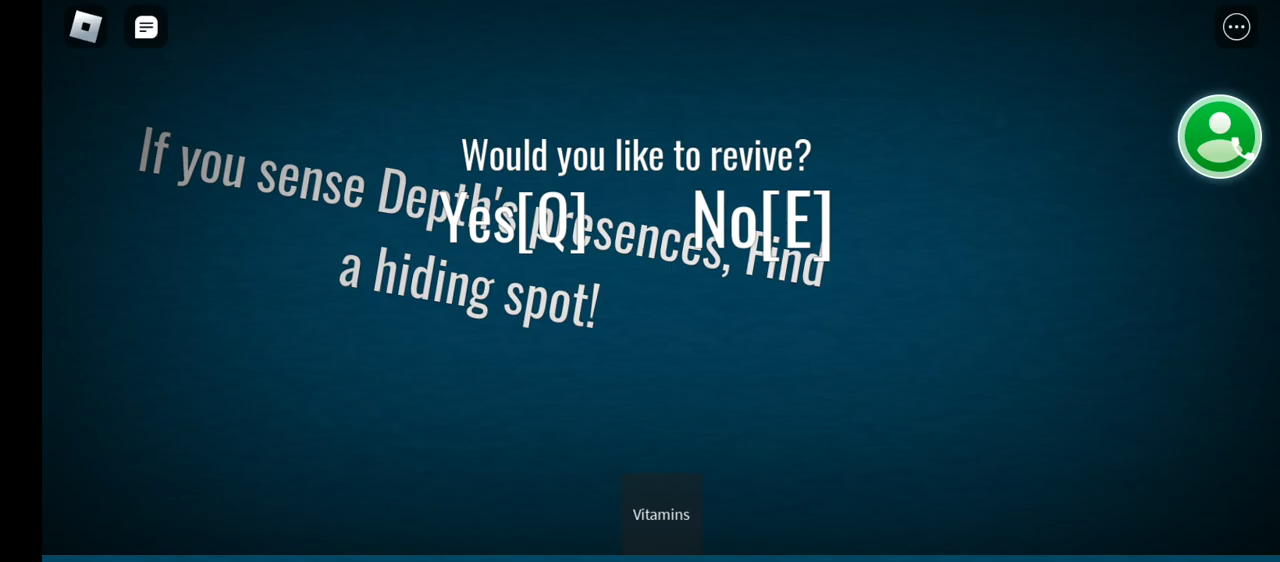 Would you like to revive?
Yes[Q] No[E]
If you sense Depth's presences, Find
a hiding spot!
Vitamins